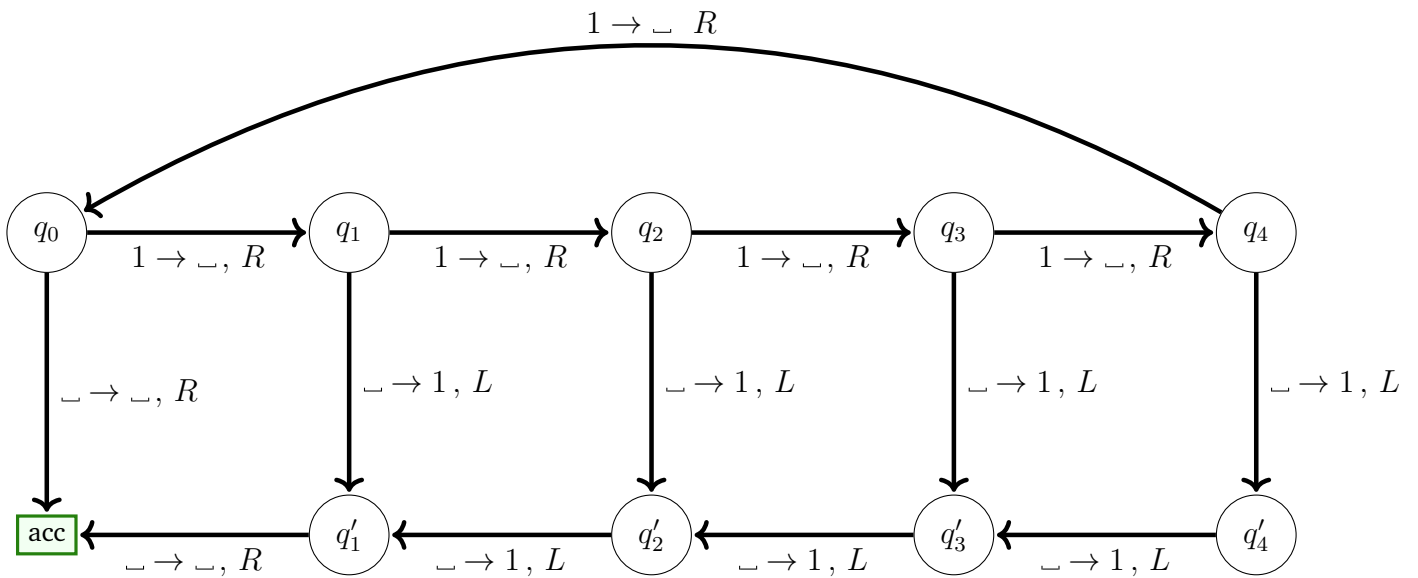 1 → ␣ R
q₀ q₁ q₂ q₃ q₄
1 → ␣, R 1 → ␣, R 1 → ␣, R 1 → ␣, R
␣ → ␣, R ␣ → 1, L ␣ → 1, L ␣ → 1, L ␣ → 1, L
acc q′₁ q′₂ q′₃ q′₄
␣ → ␣, R ␣ → 1, L ␣ → 1, L ␣ → 1, L